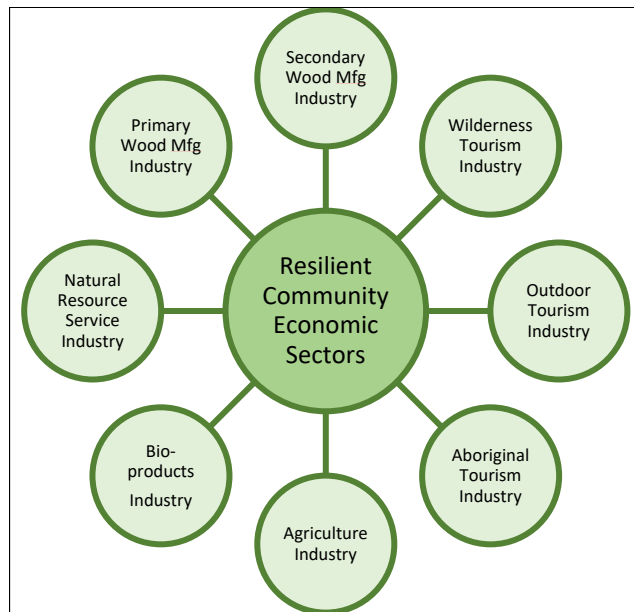 Secondary
Wood Mfg
Industry
Wilderness
Tourism
Industry
Outdoor
Tourism
Industry
Aboriginal
Tourism
Industry
Agriculture
Industry
Bio-
products
Industry
Natural
Resource
Service
Industry
Primary
Wood Mfg
Industry
Resilient
Community
Economic
Sectors